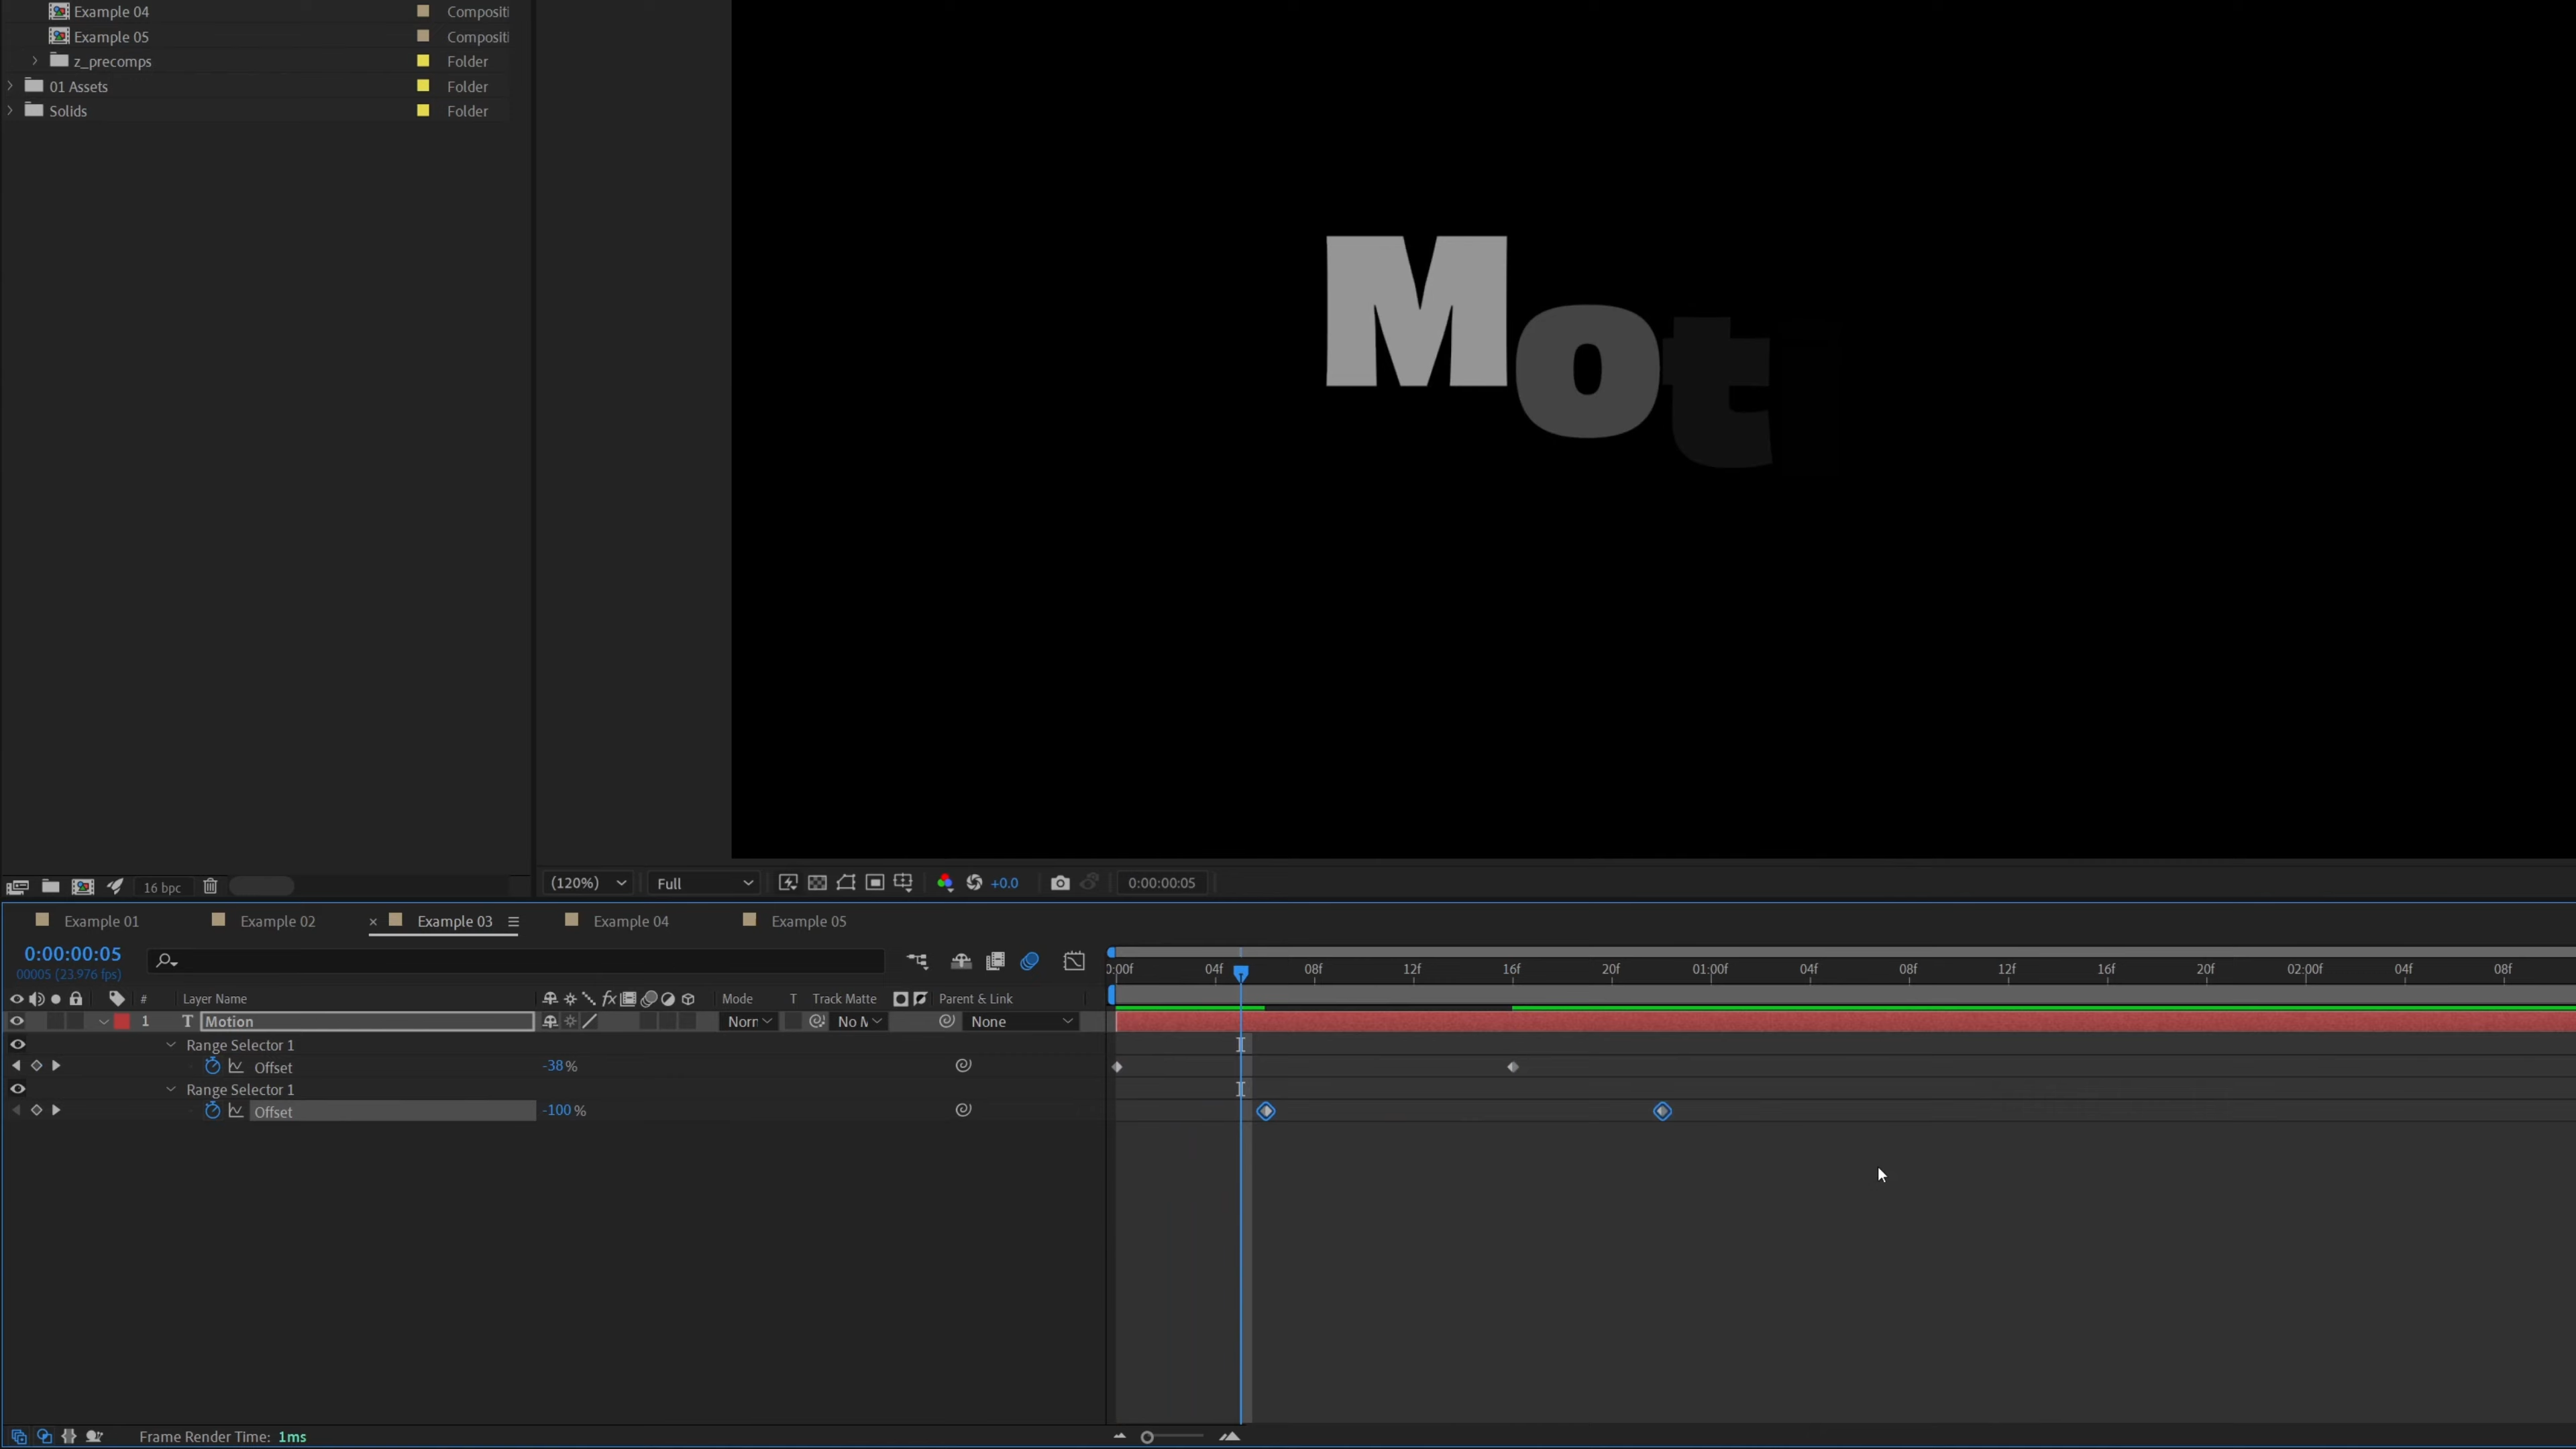 Example 04 Compositi
Example 05 Compositi
z_precomps Folder
01 Assets Folder
Solids Folder
Mot
16 bpc
(120%) Full +0.0 0:00:00:05
Example 01 Example 02 × Example 03 Example 04 Example 05
0:00:00:05
00005 (23.976 fps)
0:00f 04f 08f 12f 16f 20f 01:00f 04f 08f 12f 16f 20f 02:00f 04f 08f
# Layer Name fx Mode T Track Matte Parent & Link
1 T Motion Norr No M None
Range Selector 1
Offset -38%
Range Selector 1
Offset -100 %
Frame Render Time: 1ms